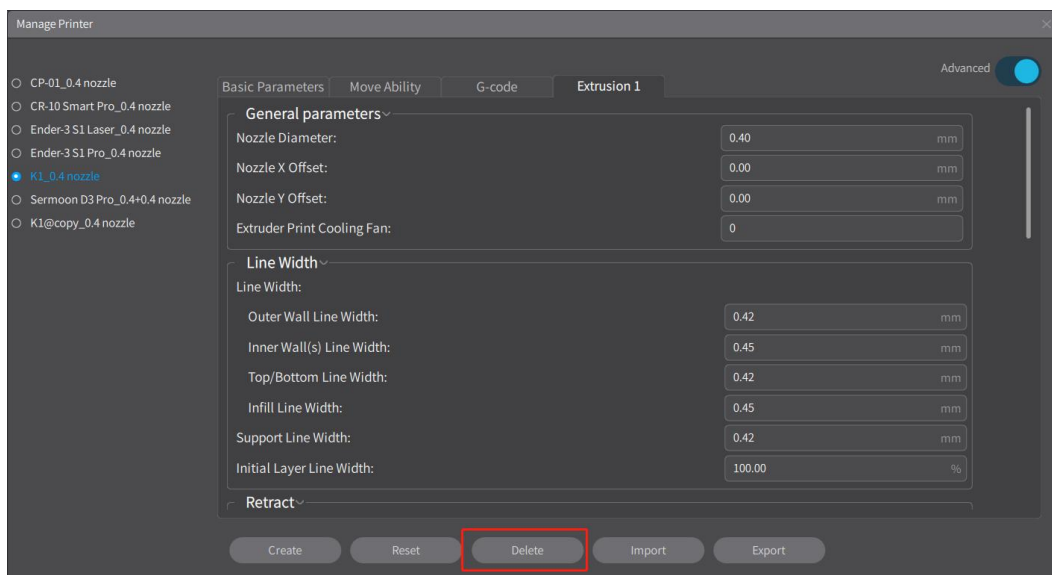 Manage Printer
Advanced
CP-01_0.4 nozzle
CR-10 Smart Pro_0.4 nozzle
Ender-3 S1 Laser_0.4 nozzle
Ender-3 S1 Pro_0.4 nozzle
K1_0.4 nozzle
Sermoon D3 Pro_0.4+0.4 nozzle
K1@copy_0.4 nozzle
Basic Parameters Move Ability G-code Extrusion 1
General parameters
Nozzle Diameter: 0.40 mm
Nozzle X Offset: 0.00 mm
Nozzle Y Offset: 0.00 mm
Extruder Print Cooling Fan: 0
Line Width
Line Width:
Outer Wall Line Width: 0.42 mm
Inner Wall(s) Line Width: 0.45 mm
Top/Bottom Line Width: 0.42 mm
Infill Line Width: 0.45 mm
Support Line Width: 0.42 mm
Initial Layer Line Width: 100.00 %
Retract
Create Reset Delete Import Export